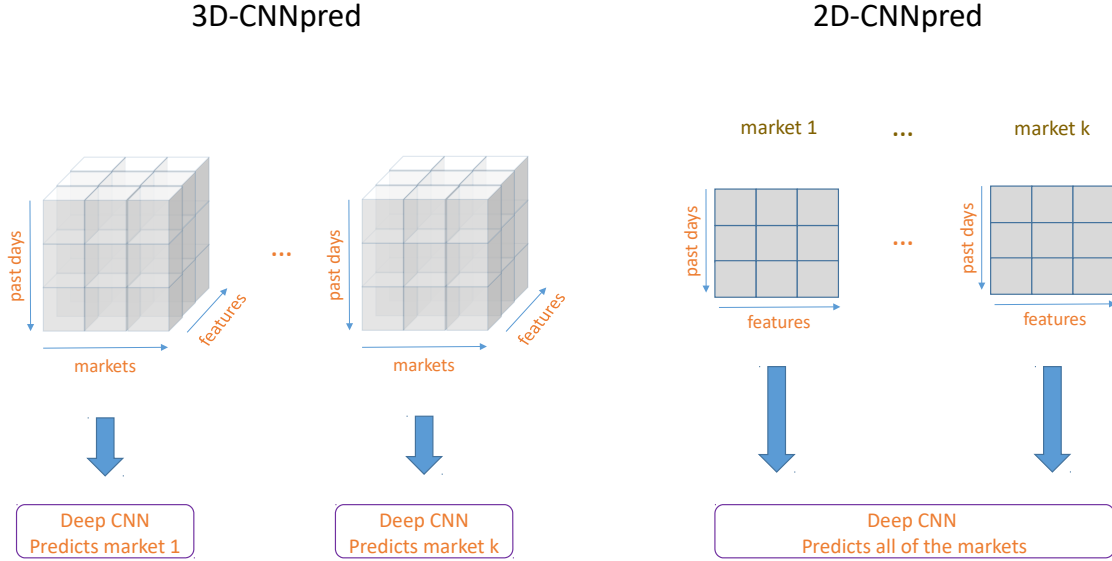 3D-CNNpred
2D-CNNpred
market 1
...
market k
past days
markets
features
...
past days
markets
features
past days
features
...
past days
features
Deep CNN
Predicts market 1
Deep CNN
Predicts market k
Deep CNN
Predicts all of the markets